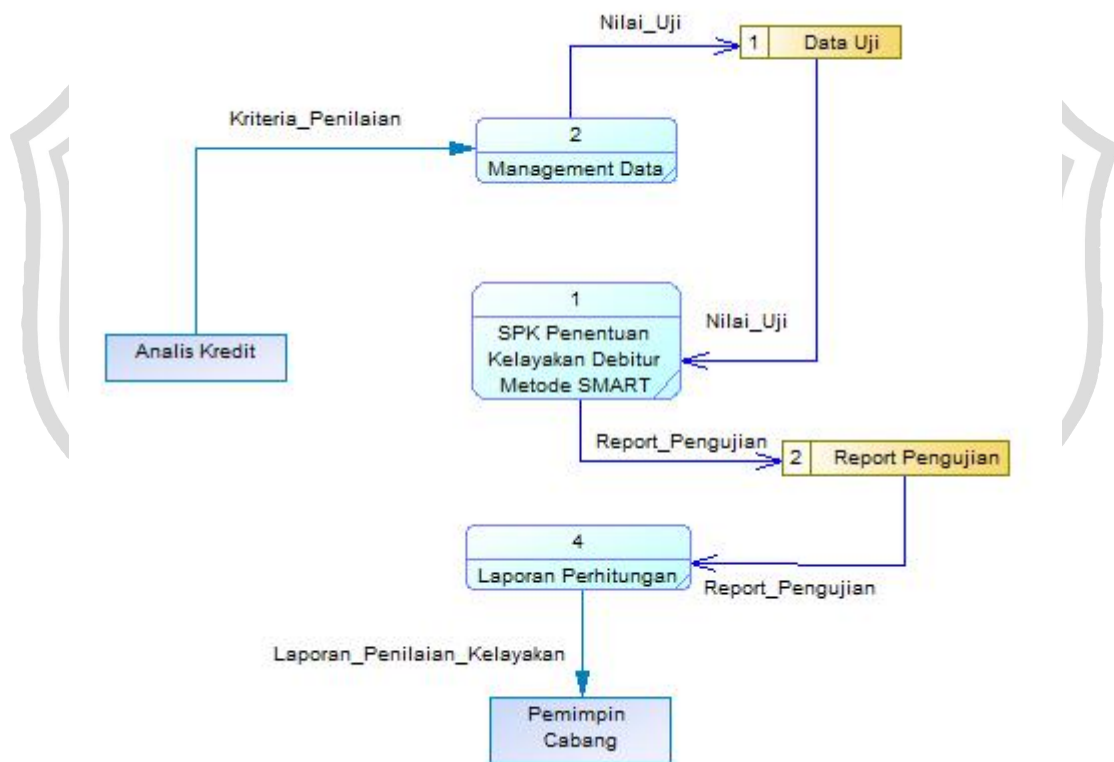 Nilai_Uji
1 Data Uji
Kriteria_Penilaian
2
Management Data
1
SPK Penentuan
Kelayakan Debitur
Metode SMART
Nilai_Uji
Analis Kredit
Report_Pengujian
2 Report Pengujian
4
Laporan Perhitungan
Report_Pengujian
Laporan_Penilaian_Kelayakan
Pemimpin
Cabang